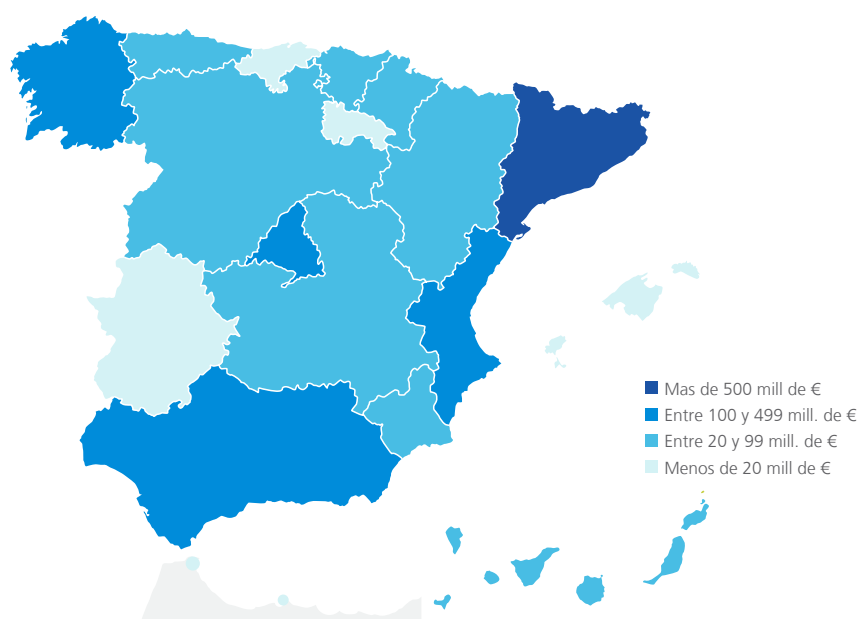 Mas de 500 mill de €
Entre 100 y 499 mill. de €
Entre 20 y 99 mill. de €
Menos de 20 mill de €